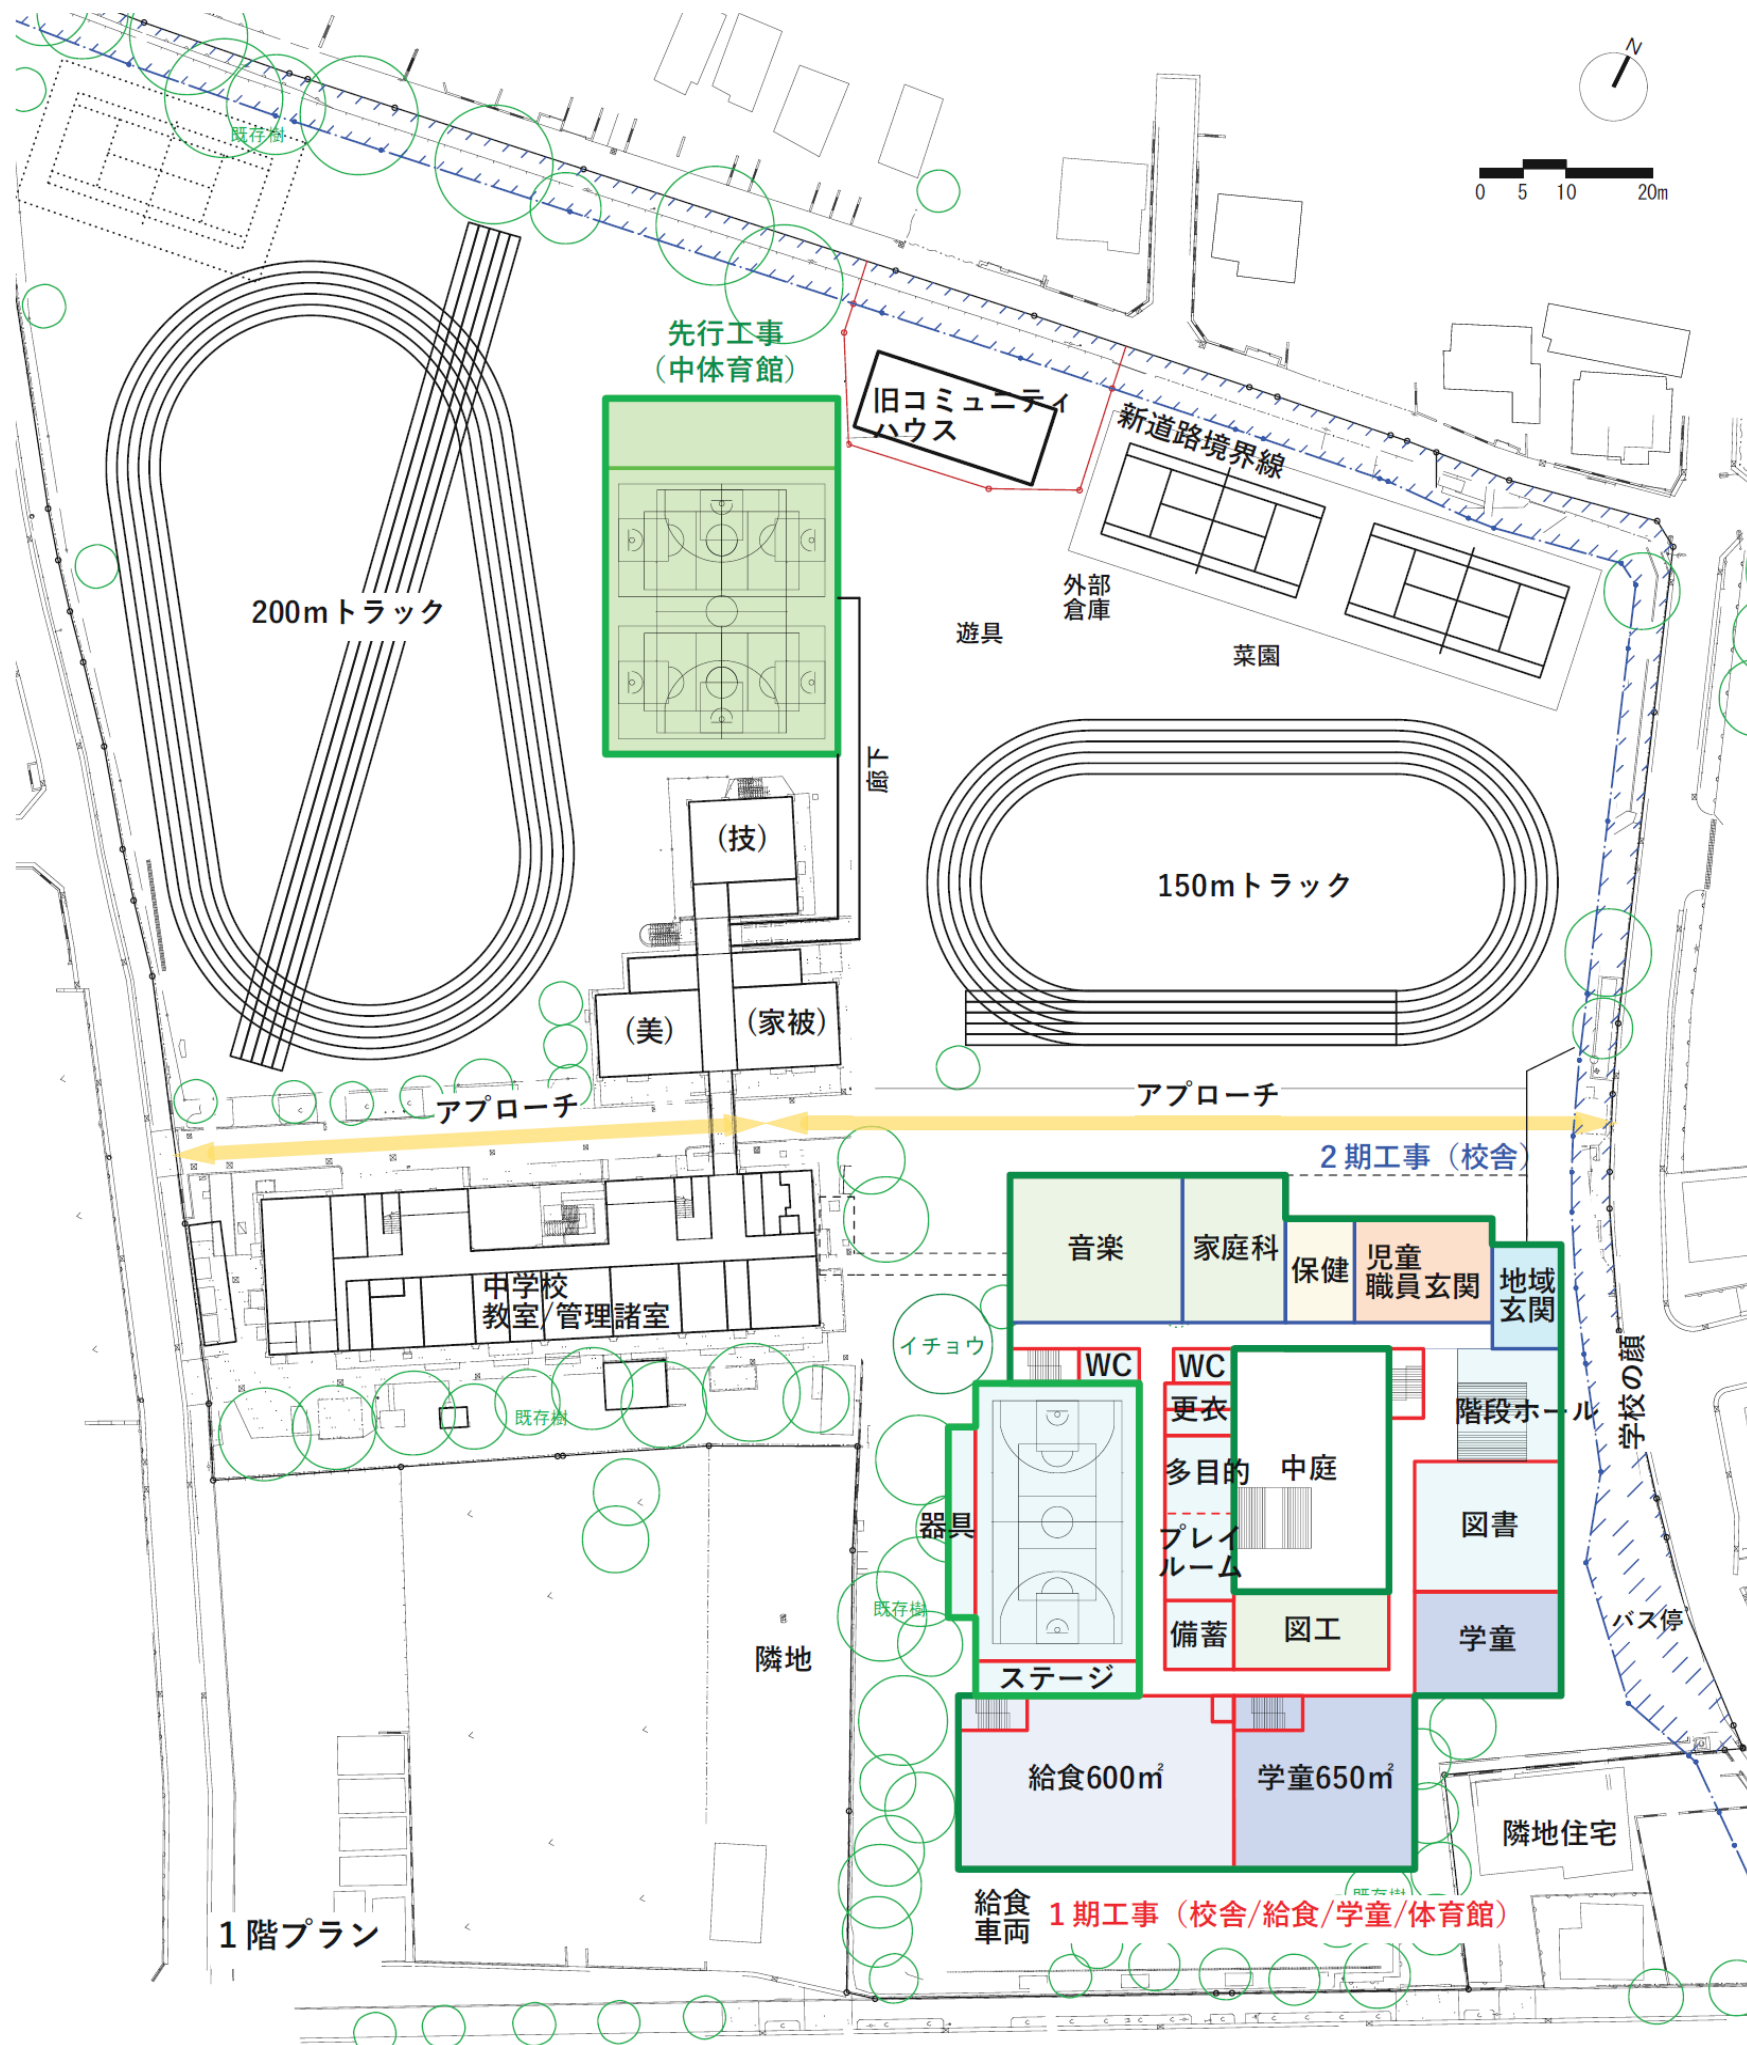 N
0 5 10 20m
既存樹
先行工事
（中体育館）
旧コミュニティ
ハウス
新道路境界線
200mトラック
外部
倉庫
遊具
菜園
廊下
(技)
150mトラック
(美)
(家被)
アプローチ
アプローチ
2期工事（校舎）
音楽
家庭科
保健
児童
職員玄関
地域
玄関
中学校
教室/管理諸室
イチョウ
WC
WC
更衣
階段ホール
学校の顔
既存樹
多目的
中庭
器具
プレイ
ルーム
図書
既存樹
備蓄
図工
学童
バス停
隣地
ステージ
給食600㎡
学童650㎡
隣地住宅
既存樹
給食
車両
1期工事（校舎/給食/学童/体育館）
1階プラン